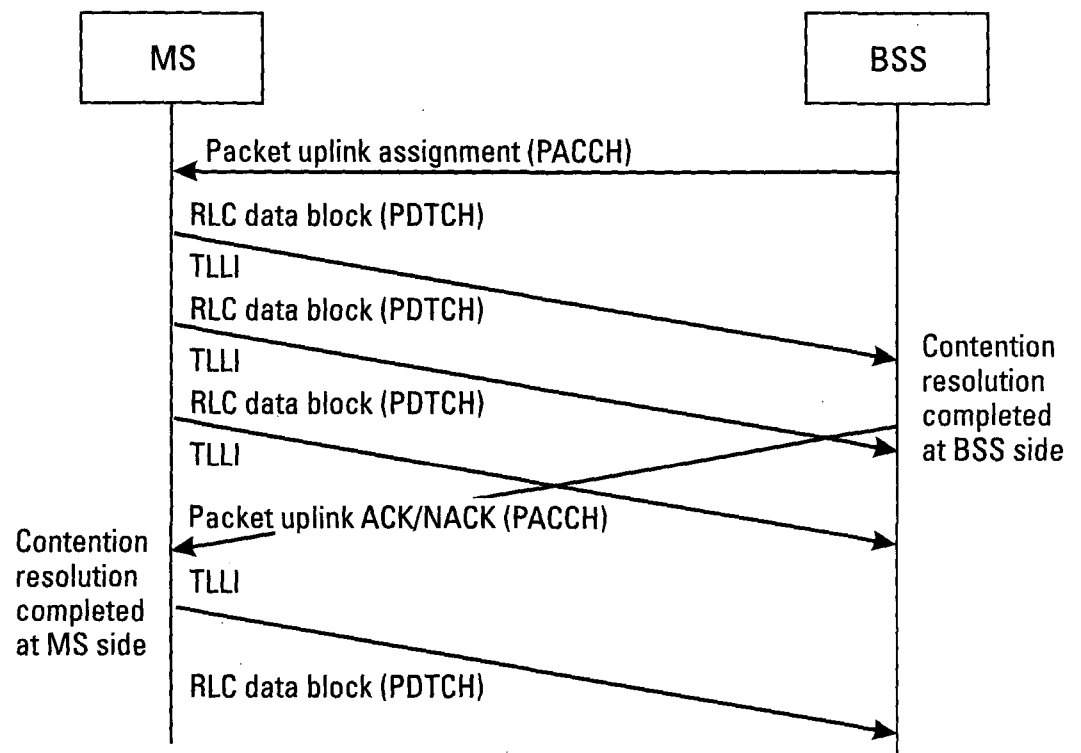 MS
BSS
Packet uplink assignment (PACCH)
RLC data block (PDTCH)
TLLI
RLC data block (PDTCH)
TLLI
RLC data block (PDTCH)
TLLI
Contention
resolution
completed
at BSS side
Packet uplink ACK/NACK (PACCH)
Contention
resolution
completed
at MS side
TLLI
RLC data block (PDTCH)